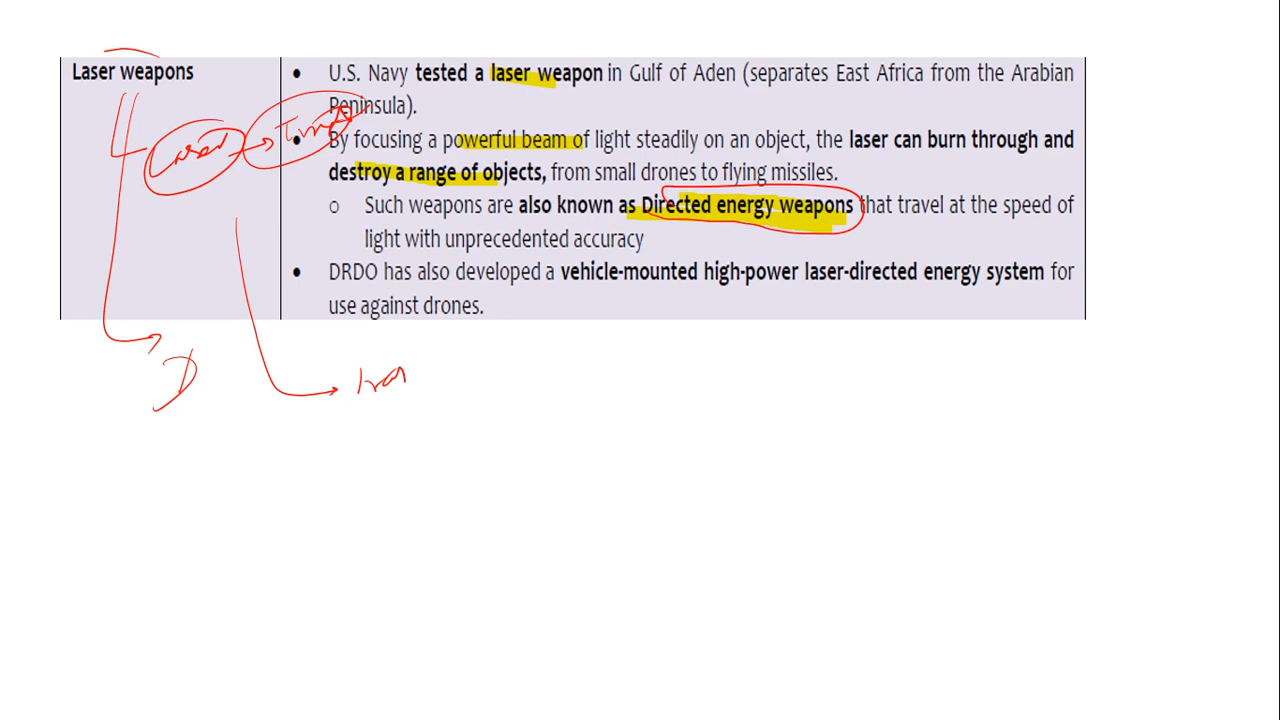 Laser weapons
• U.S. Navy tested a laser weapon in Gulf of Aden (separates East Africa from the Arabian
Peninsula).
• By focusing a powerful beam of light steadily on an object, the laser can burn through and
destroy a range of objects, from small drones to flying missiles.
o Such weapons are also known as Directed energy weapons that travel at the speed of
light with unprecedented accuracy
• DRDO has also developed a vehicle-mounted high-power laser-directed energy system for
use against drones.
D